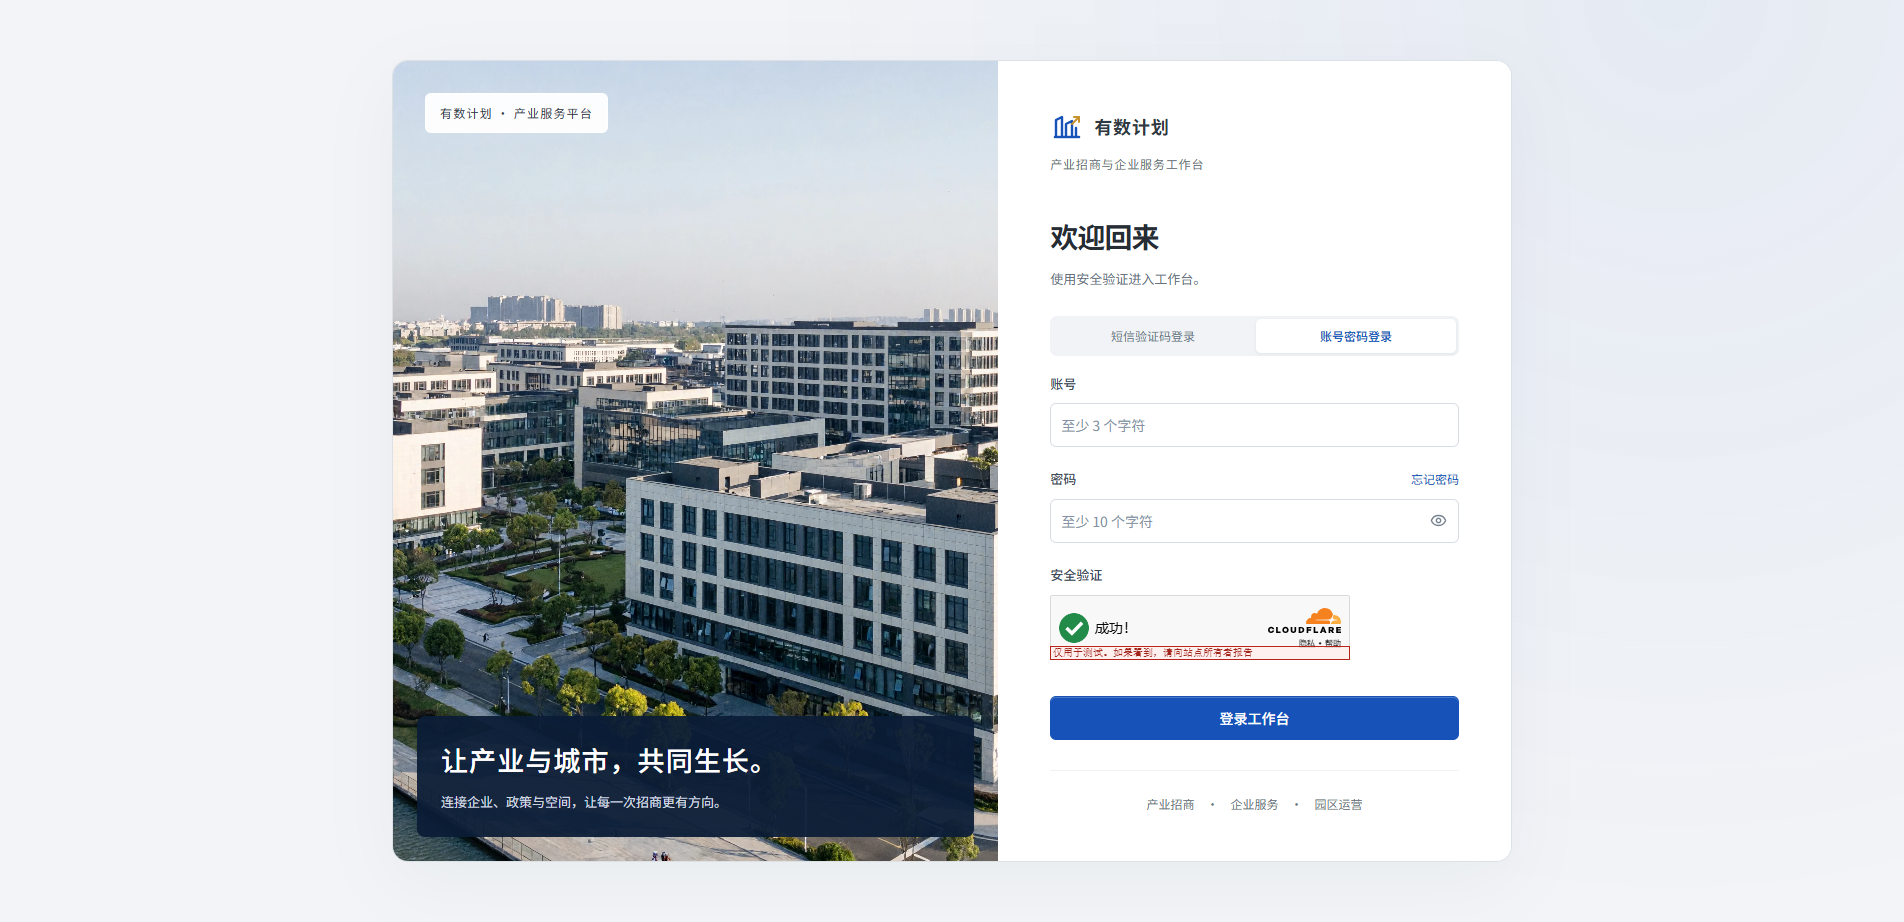 有数计划 · 产业服务平台
让产业与城市，共同生长。
连接企业、政策与空间，让每一次招商更有方向。
有数计划
产业招商与企业服务工作台
欢迎回来
使用安全验证进入工作台。
短信验证码登录
账号密码登录
账号
至少 3 个字符
密码
忘记密码
至少 10 个字符
安全验证
成功！
CLOUDFLARE
隐私 · 帮助
仅用于测试。如果看到，请向站点所有者报告
登录工作台
产业招商 · 企业服务 · 园区运营